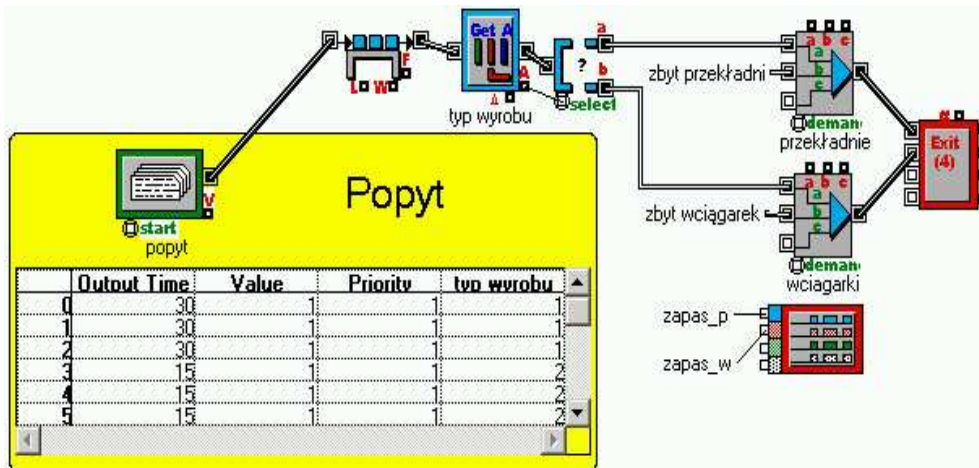 Get A
a
? b
F
L W
A
Δ
select
typ wyrobu
zbyt przekładni
a b c
a
b
c
deman
przekładnie
Exit
(4)
zbyt wciągarek
a b c
a
b
c
deman
wciagarki
zapas_p
zapas_w
Popyt
V
start
popyt
Output Time Value Priority typ wyrobu
0 30 1 1 1
1 30 1 1 1
2 30 1 1 1
3 15 1 1 2
4 15 1 1 2
5 15 1 1 2